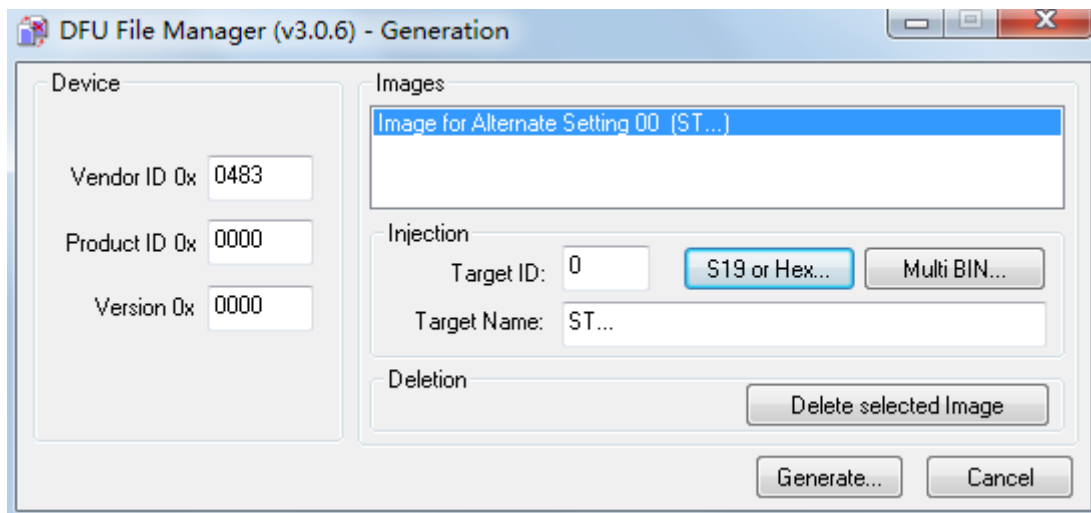 DFU File Manager (v3.0.6) - Generation
Device
Vendor ID 0x 0483
Product ID 0x 0000
Version 0x 0000
Images
Image for Alternate Setting 00 (ST...)
Injection
Target ID: 0 S19 or Hex... Multi BIN...
Target Name: ST...
Deletion
Delete selected Image
Generate... Cancel